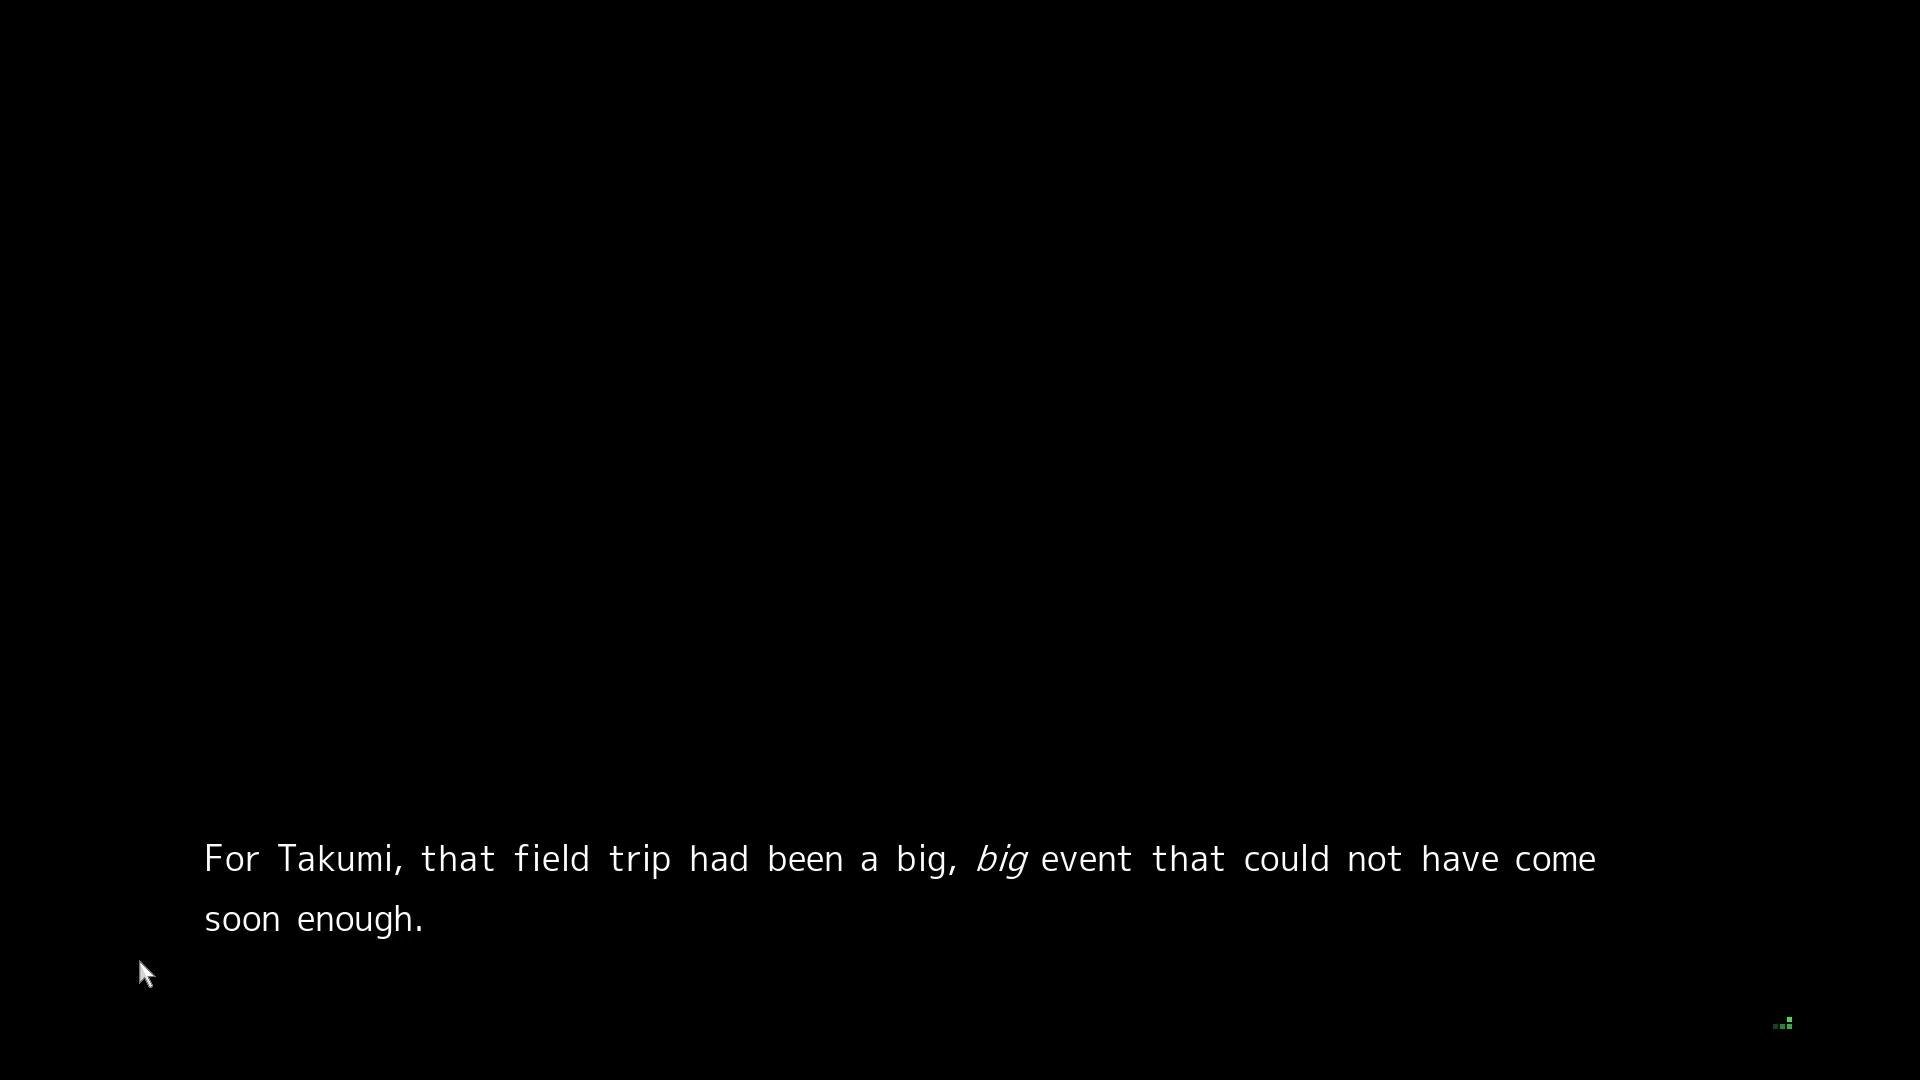 For Takumi, that field trip had been a big, big event that could not have come
soon enough.